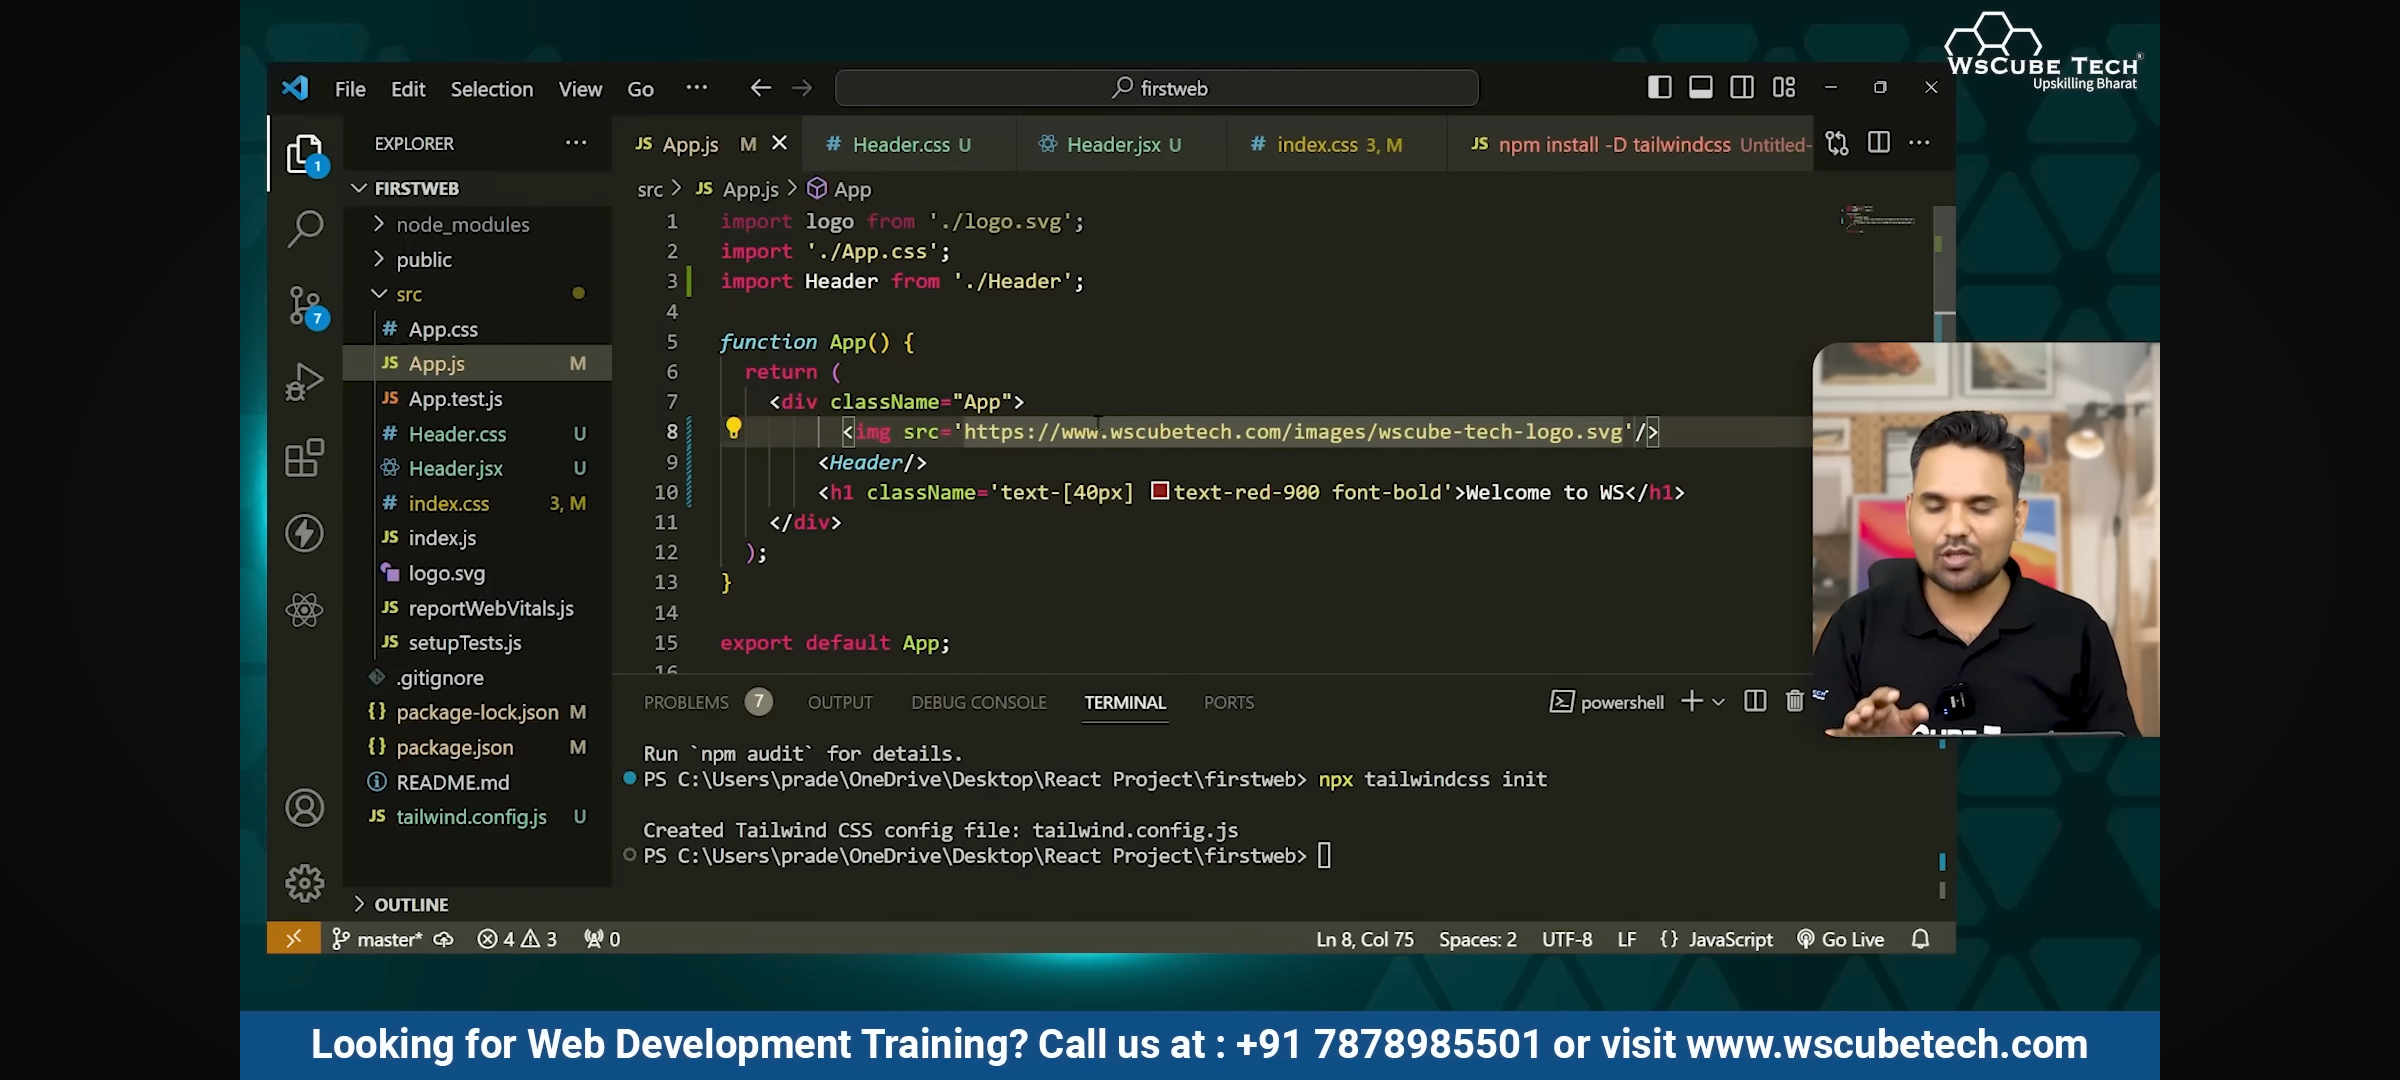 WsCube Tech®
Upskilling Bharat
File Edit Selection View Go ··· firstweb
EXPLORER ···
App.js M
Header.css U
Header.jsx U
index.css 3, M
npm install -D tailwindcss Untitled-
FIRSTWEB
src > JS App.js > App
node_modules
public
src
# App.css
JS App.js M
JS App.test.js
# Header.css U
Header.jsx U
# index.css 3, M
JS index.js
logo.svg
JS reportWebVitals.js
JS setupTests.js
.gitignore
{} package-lock.json M
{} package.json M
README.md
JS tailwind.config.js U
OUTLINE
1
7
1 import logo from './logo.svg';
2 import './App.css';
3 import Header from './Header';
4
5 function App() {
6 return (
7 <div className="App">
8 <img src='https://www.wscubetech.com/images/wscube-tech-logo.svg'/>
9 <Header/>
10 <h1 className='text-[40px] text-red-900 font-bold'>Welcome to WS</h1>
11 </div>
12 );
13 }
14
15 export default App;
16
PROBLEMS 7 OUTPUT DEBUG CONSOLE TERMINAL PORTS powershell
Run `npm audit` for details.
PS C:\Users\prade\OneDrive\Desktop\React Project\firstweb> npx tailwindcss init
Created Tailwind CSS config file: tailwind.config.js
PS C:\Users\prade\OneDrive\Desktop\React Project\firstweb>
master* 4 3 0 Ln 8, Col 75 Spaces: 2 UTF-8 LF {} JavaScript Go Live
Looking for Web Development Training? Call us at : +91 7878985501 or visit www.wscubetech.com